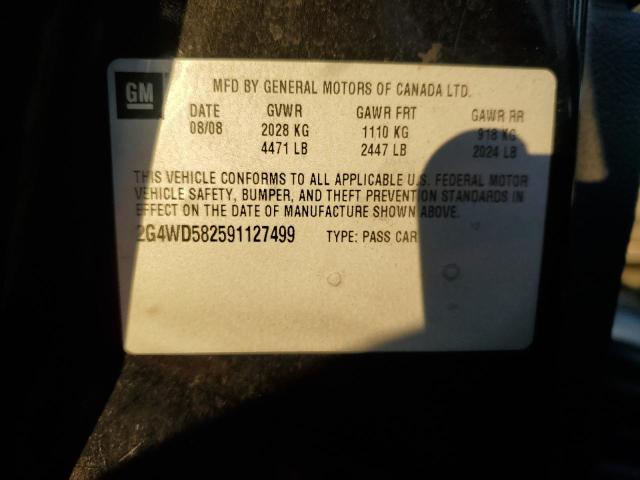 GM
MFD BY GENERAL MOTORS OF CANADA LTD.
DATE GVWR GAWR FRT GAWR RR
08/08 2028 KG 1110 KG 918 KG
4471 LB 2447 LB 2024 LB
THIS VEHICLE CONFORMS TO ALL APPLICABLE U.S. FEDERAL MOTOR
VEHICLE SAFETY, BUMPER, AND THEFT PREVENTION STANDARDS IN
EFFECT ON THE DATE OF MANUFACTURE SHOWN ABOVE.
2G4WD582591127499 TYPE: PASS CAR